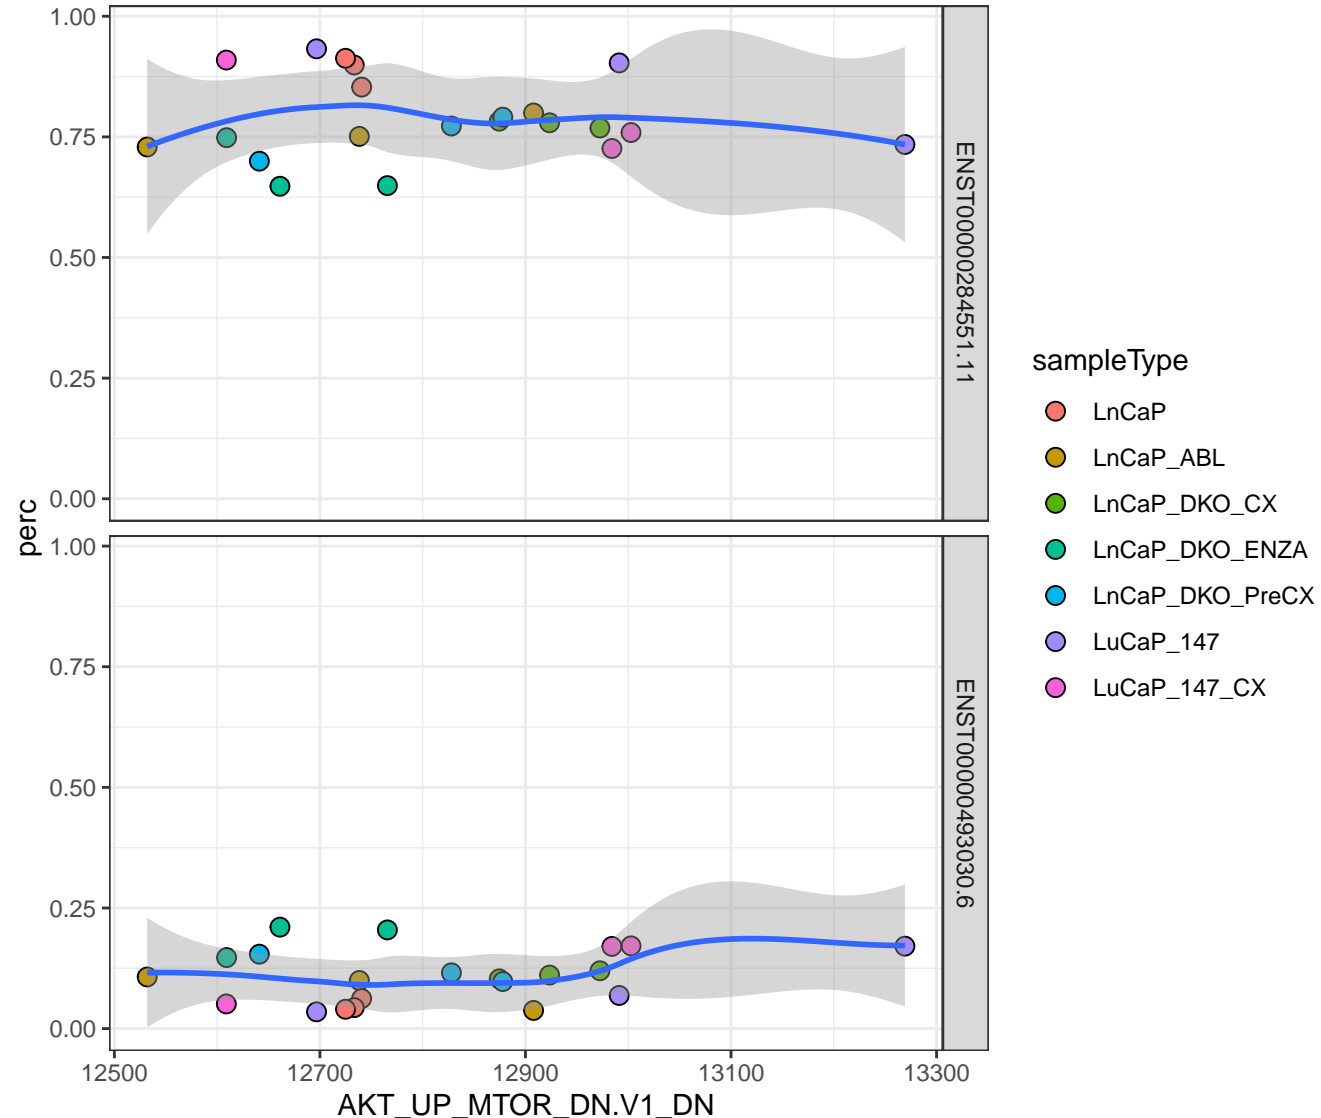 1.00
0.75
0.50
0.25
0.00
ENST00000284551.11
1.00
0.75
0.50
0.25
0.00
ENST00000493030.6
perc
12500
12700
12900
13100
13300
AKT_UP_MTOR_DN.V1_DN
sampleType
LnCaP
LnCaP_ABL
LnCaP_DKO_CX
LnCaP_DKO_ENZA
LnCaP_DKO_PreCX
LuCaP_147
LuCaP_147_CX